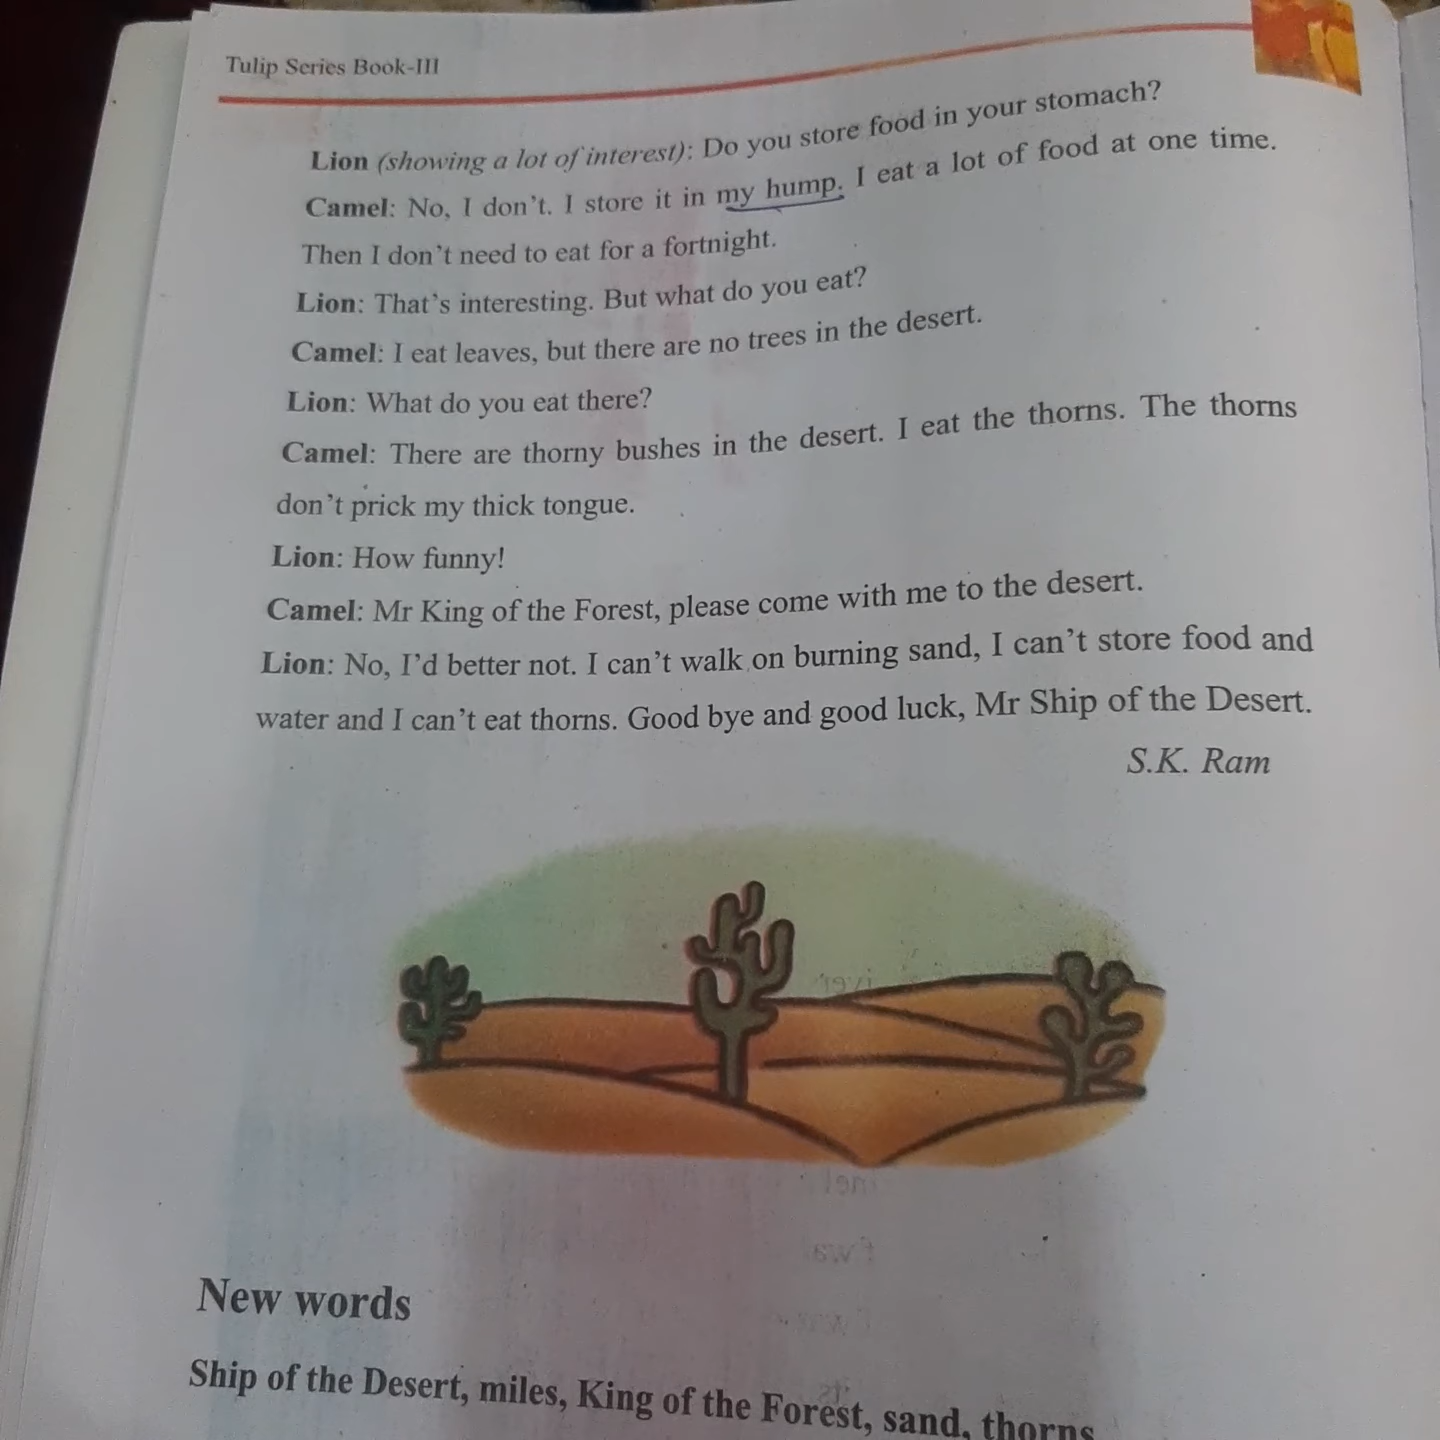 Tulip Series Book-III
Lion (showing a lot of interest): Do you store food in your stomach?
Camel: No, I don't. I store it in my hump. I eat a lot of food at one time.
Then I don't need to eat for a fortnight.
Lion: That's interesting. But what do you eat?
Camel: I eat leaves, but there are no trees in the desert.
Lion: What do you eat there?
Camel: There are thorny bushes in the desert. I eat the thorns. The thorns
don't prick my thick tongue.
Lion: How funny!
Camel: Mr King of the Forest, please come with me to the desert.
Lion: No, I'd better not. I can't walk on burning sand, I can't store food and
water and I can't eat thorns. Good bye and good luck, Mr Ship of the Desert.
S.K. Ram
New words
Ship of the Desert, miles, King of the Forest, sand, thorns